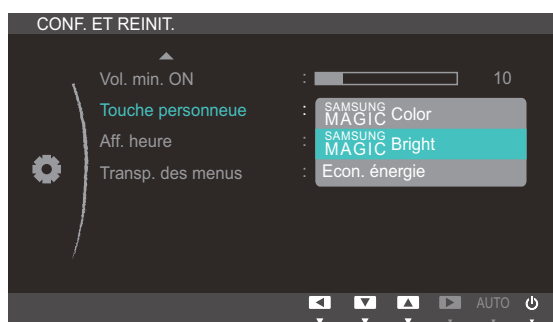 CONF. ET REINIT.
Vol. min. ON : 10
Touche personneue : SAMSUNG MAGIC Color
Aff. heure : SAMSUNG MAGIC Bright
Transp. des menus : Econ. énergie
AUTO